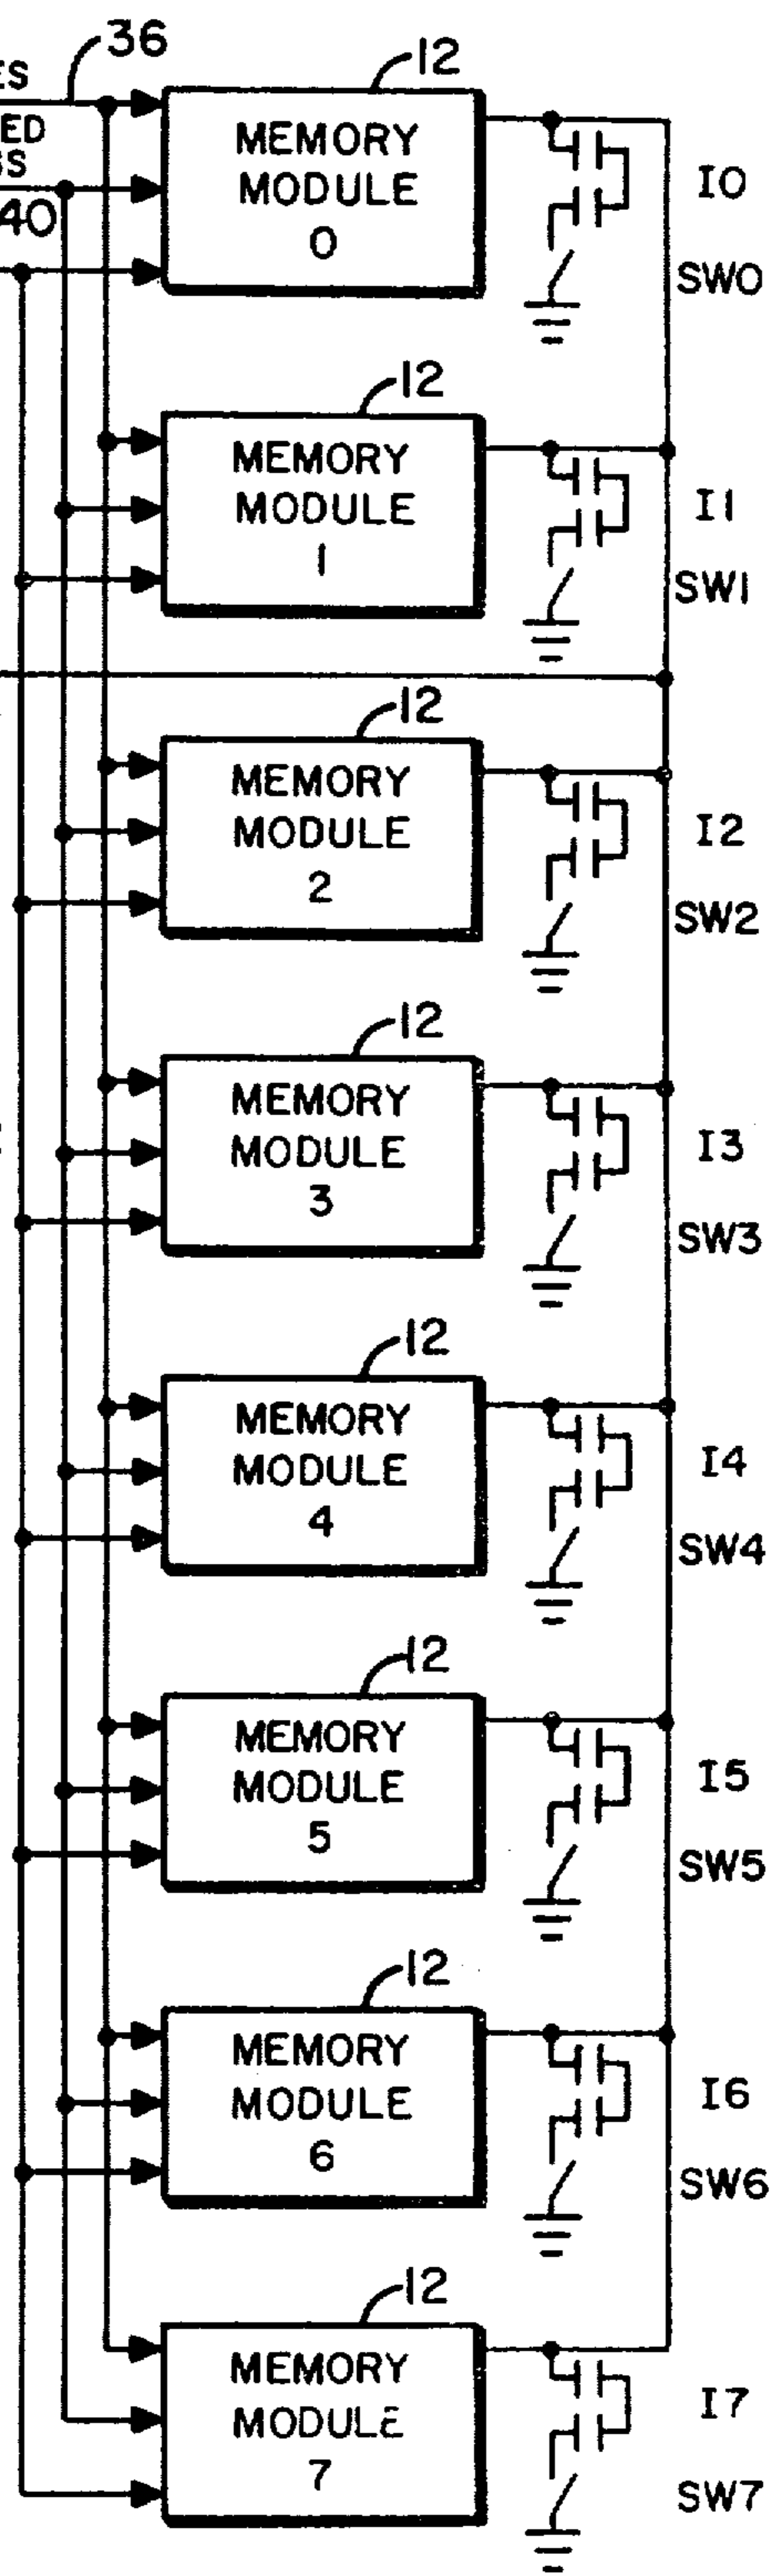 36
ES
ED
SS
40
12
MEMORY
MODULE
0
I0
SW0
12
MEMORY
MODULE
1
I1
SW1
12
MEMORY
MODULE
2
I2
SW2
12
MEMORY
MODULE
3
I3
SW3
12
MEMORY
MODULE
4
I4
SW4
12
MEMORY
MODULE
5
I5
SW5
12
MEMORY
MODULE
6
I6
SW6
12
MEMORY
MODULE
7
I7
SW7